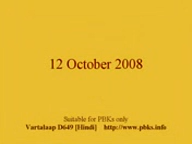 12 October 2008
Suitable for PBKs only
Vartalaap D649 [Hindi]    http://www.pbks.info